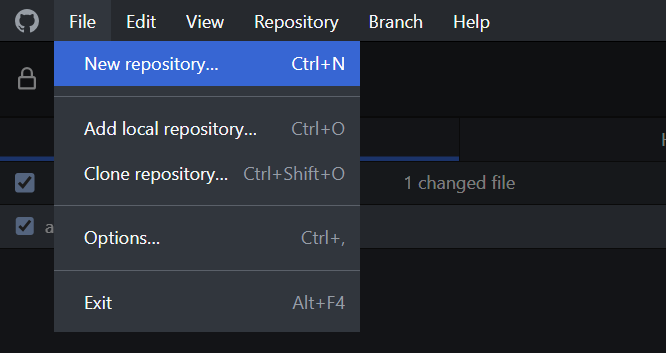 File Edit View Repository Branch Help
New repository... Ctrl+N
Add local repository... Ctrl+O
Clone repository... Ctrl+Shift+O
1 changed file
Options... Ctrl+,
Exit Alt+F4